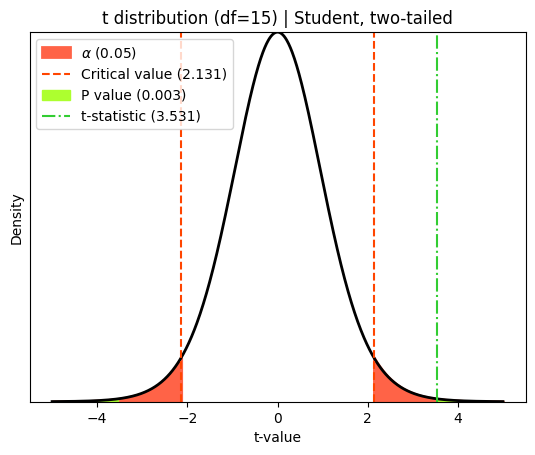 t distribution (df=15) | Student, two-tailed
α (0.05)
Critical value (2.131)
P value (0.003)
t-statistic (3.531)
Density
−4
−2
0
2
4
t-value